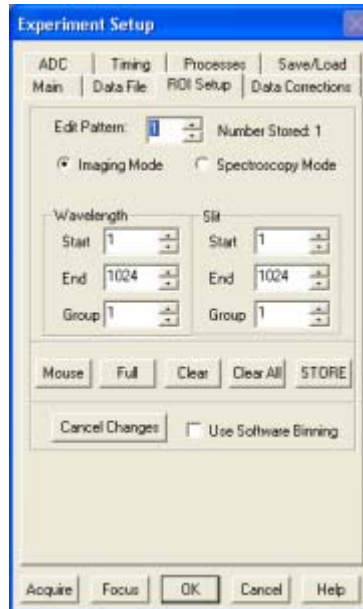 Experiment Setup
ADC Timing Processes Save/Load
Main Data File ROI Setup Data Corrections
Edit Pattern: 1 Number Stored: 1
Imaging Mode Spectroscopy Mode
Wavelength Slit
Start 1 Start 1
End 1024 End 1024
Group 1 Group 1
Mouse Full Clear Clear All STORE
Cancel Changes Use Software Binning
Acquire Focus OK Cancel Help